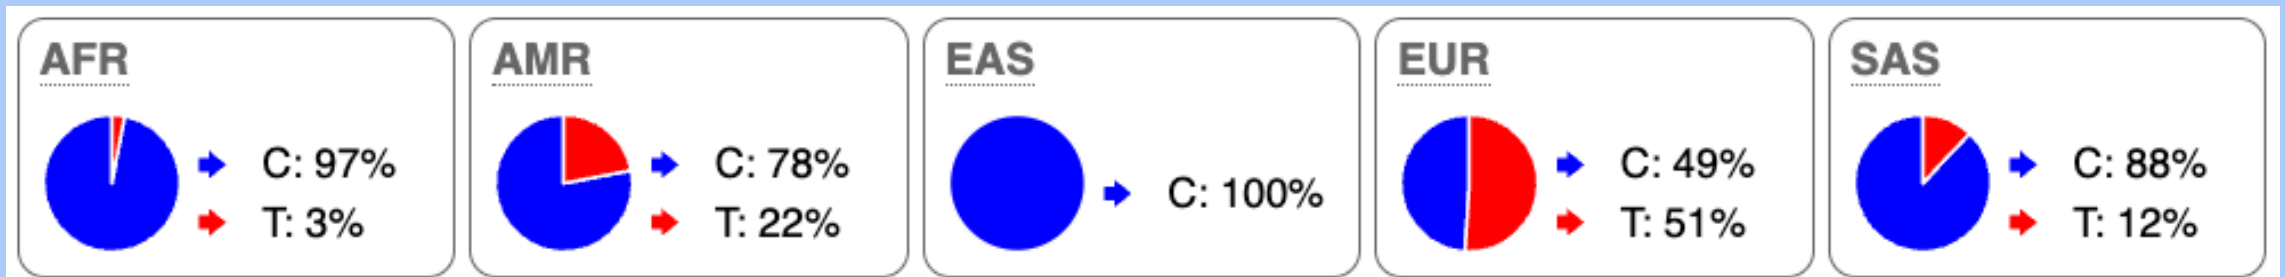 AFR
C: 97%
T: 3%
AMR
C: 78%
T: 22%
EAS
C: 100%
EUR
C: 49%
T: 51%
SAS
C: 88%
T: 12%